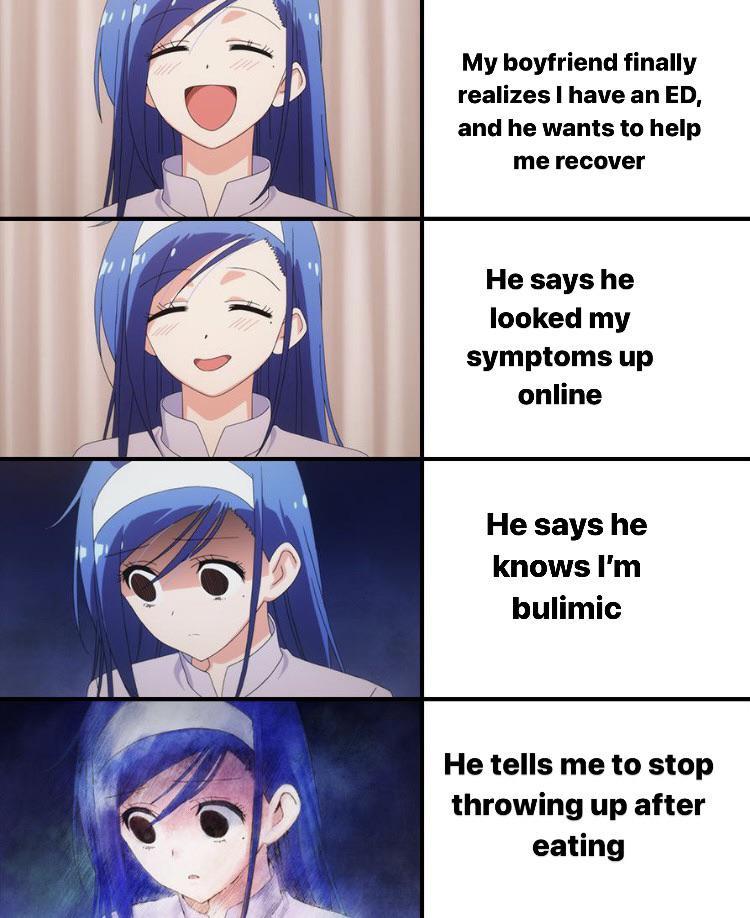 My boyfriend finally
realizes I have an ED,
and he wants to help
me recover
He says he
looked my
symptoms up
online
He says he
knows I’m
bulimic
He tells me to stop
throwing up after
eating